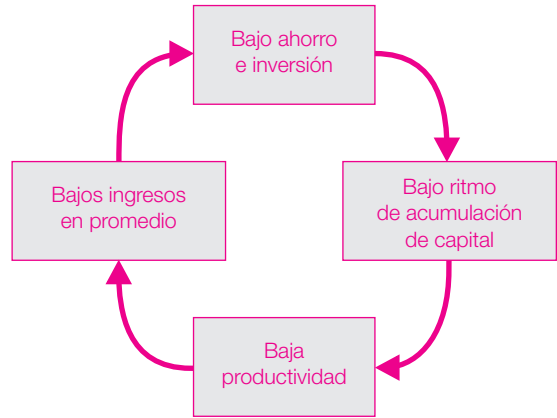 Bajo ahorro
e inversión
Bajo ritmo
de acumulación
de capital
Baja
productividad
Bajos ingresos
en promedio